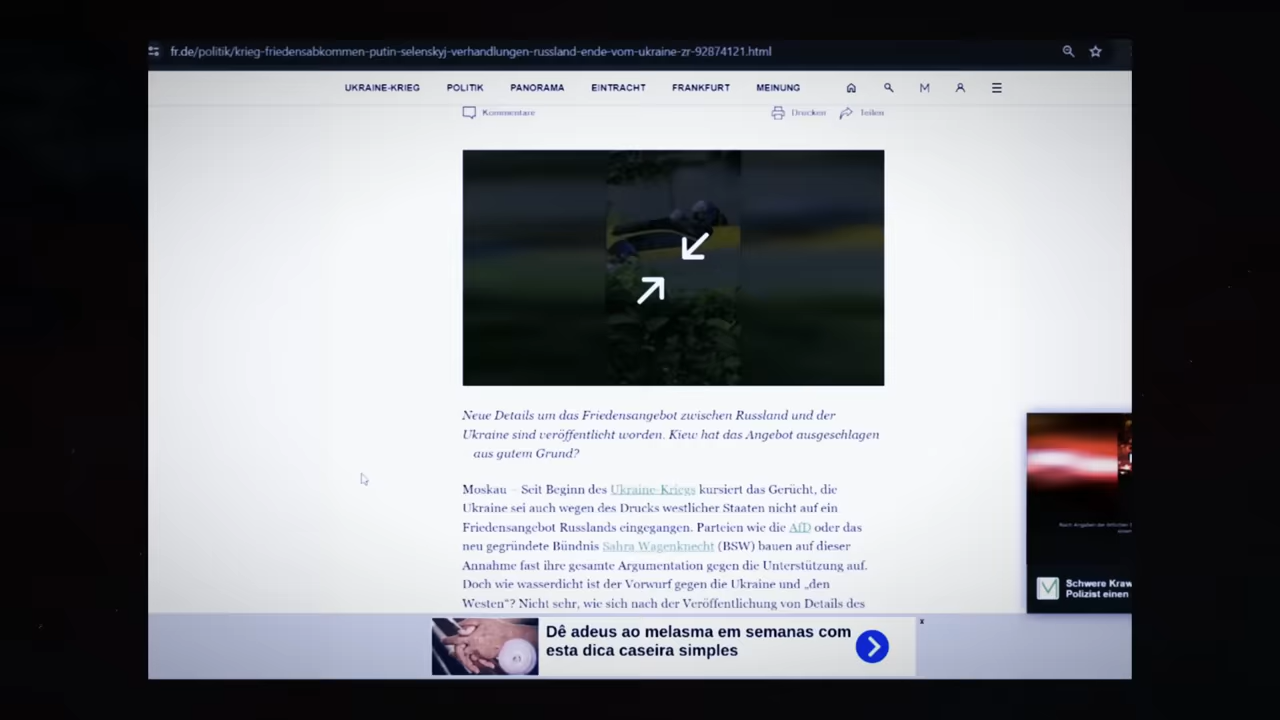 fr.de/politik/krieg-friedensabkommen-putin-selenskyj-verhandlungen-russland-ende-vom-ukraine-zr-92874121.html
UKRAINE-KRIEG POLITIK PANORAMA EINTRACHT FRANKFURT MEINUNG M
Kommentare Drucken Teilen
Neue Details um das Friedensangebot zwischen Russland und der
Ukraine sind veröffentlicht worden. Kiew hat das Angebot ausgeschlagen
aus gutem Grund?
Moskau – Seit Beginn des Ukraine-Kriegs kursiert das Gerücht, die
Ukraine sei auch wegen des Drucks westlicher Staaten nicht auf ein
Friedensangebot Russlands eingegangen. Parteien wie die AfD oder das
neu gegründete Bündnis Sahra Wagenknecht (BSW) bauen auf dieser
Annahme fast ihre gesamte Argumentation gegen die Unterstützung auf.
Doch wie wasserdicht ist der Vorwurf gegen die Ukraine und „den
Westen“? Nicht sehr, wie sich nach der Veröffentlichung von Details des
Schwere Kraw
Polizist einen
Dê adeus ao melasma em semanas com
esta dica caseira simples
x